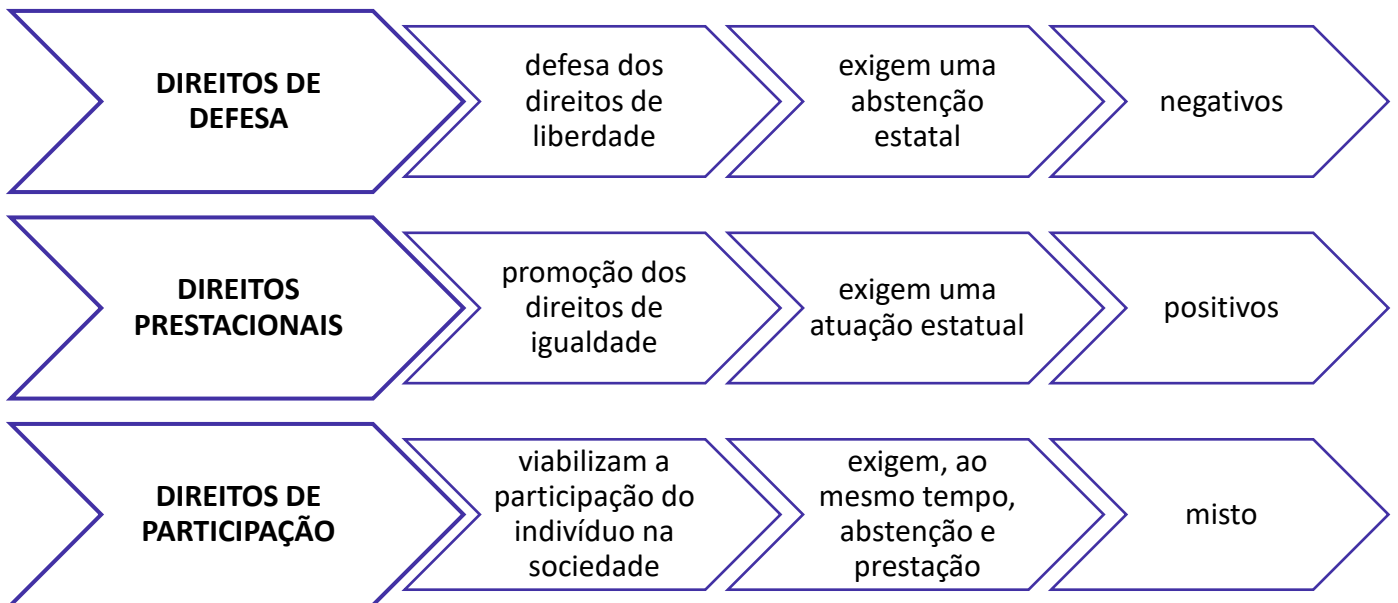 DIREITOS DE
DEFESA
defesa dos
direitos de
liberdade
exigem uma
abstenção
estatal
negativos
DIREITOS
PRESTACIONAIS
promoção dos
direitos de
igualdade
exigem uma
atuação estatual
positivos
DIREITOS DE
PARTICIPAÇÃO
viabilizam a
participação do
indivíduo na
sociedade
exigem, ao
mesmo tempo,
abstenção e
prestação
misto